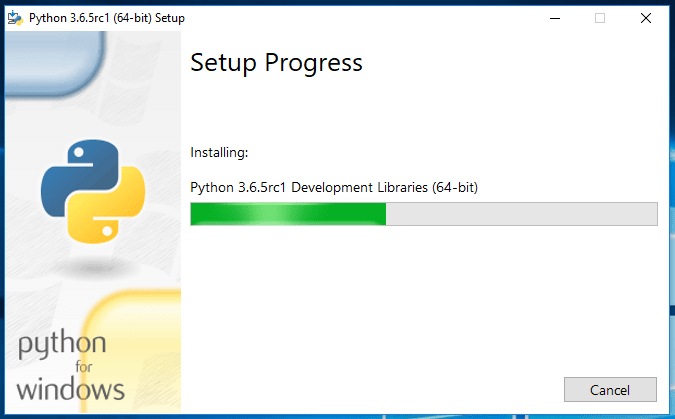 Python 3.6.5rc1 (64-bit) Setup
Setup Progress
Installing:
Python 3.6.5rc1 Development Libraries (64-bit)
python
for
windows
Cancel